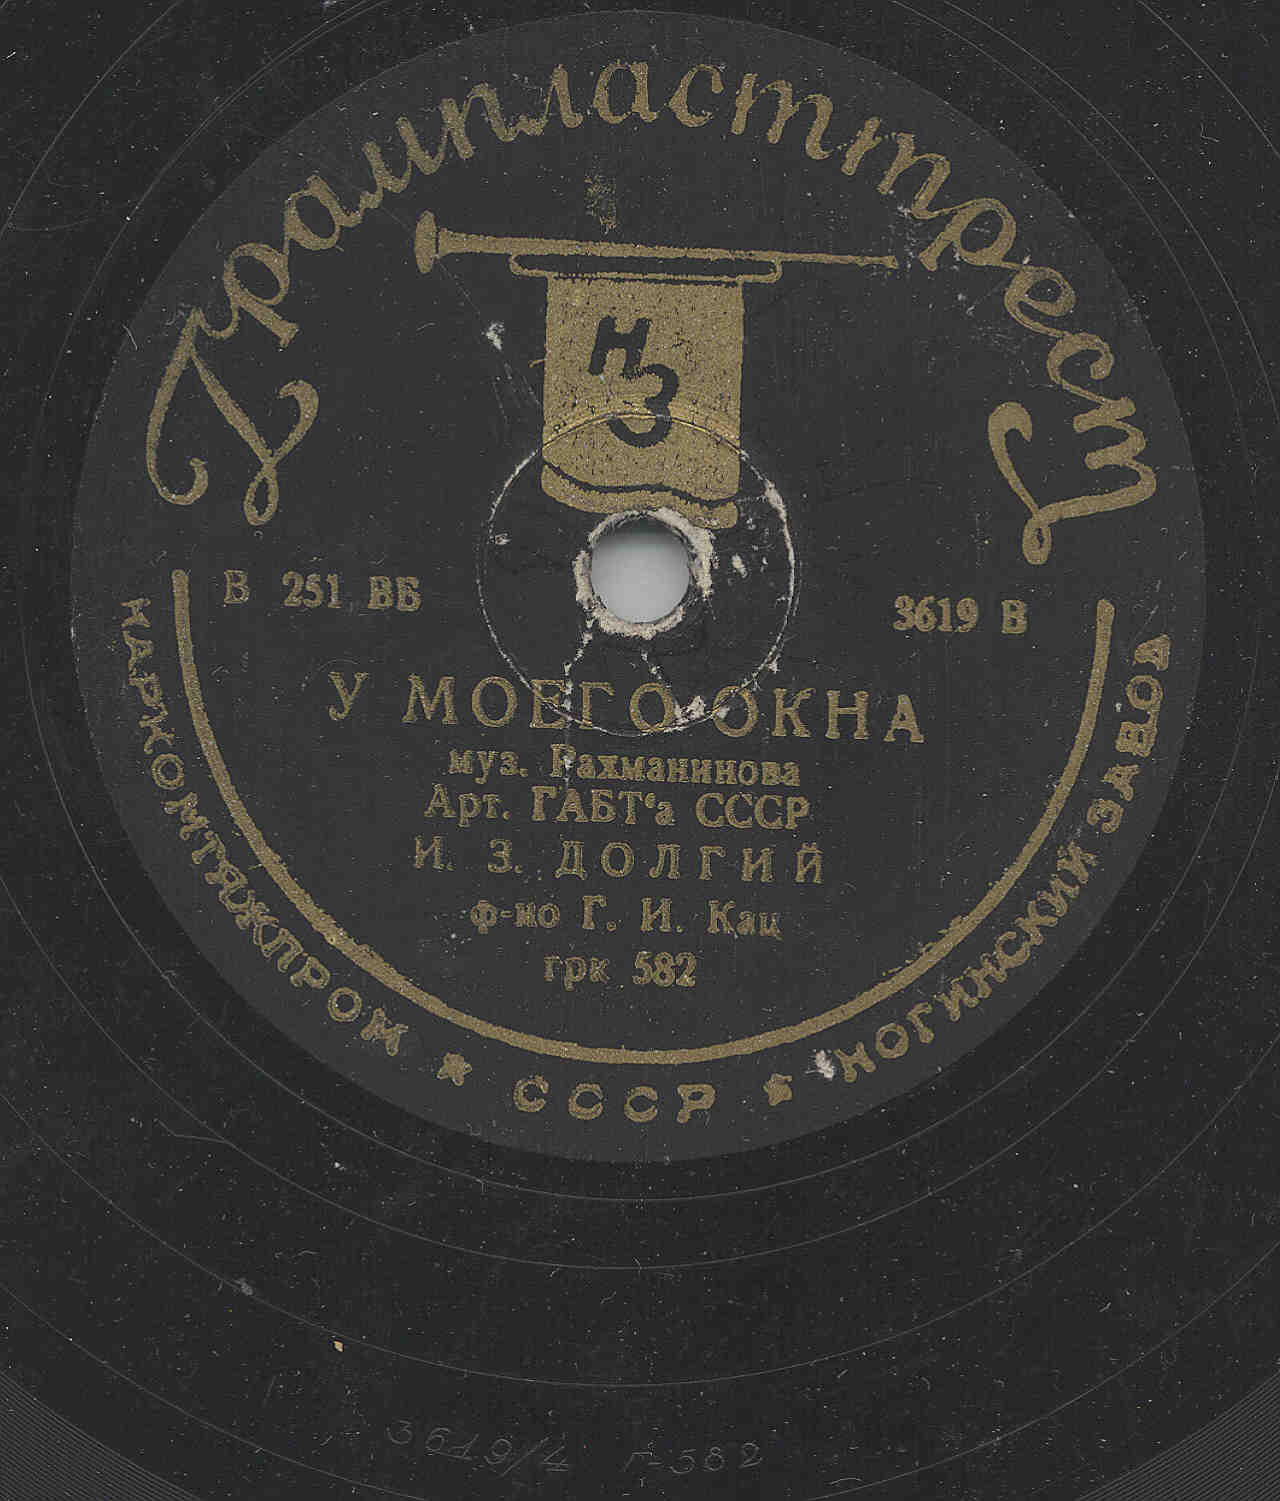 Грампласттрест
НЗ
В 251 ВБ
3619 В
У МОЕГО ОКНА
муз. Рахманинова
Арт. ГАБТ‘а СССР
И. З. ДОЛГИЙ
ф-но Г. И. Кац
грк 582
НАРКОМТЯЖПРОМ ★ СССР ★ НОГИНСКИЙ ЗАВОД
3619/4 Г-582